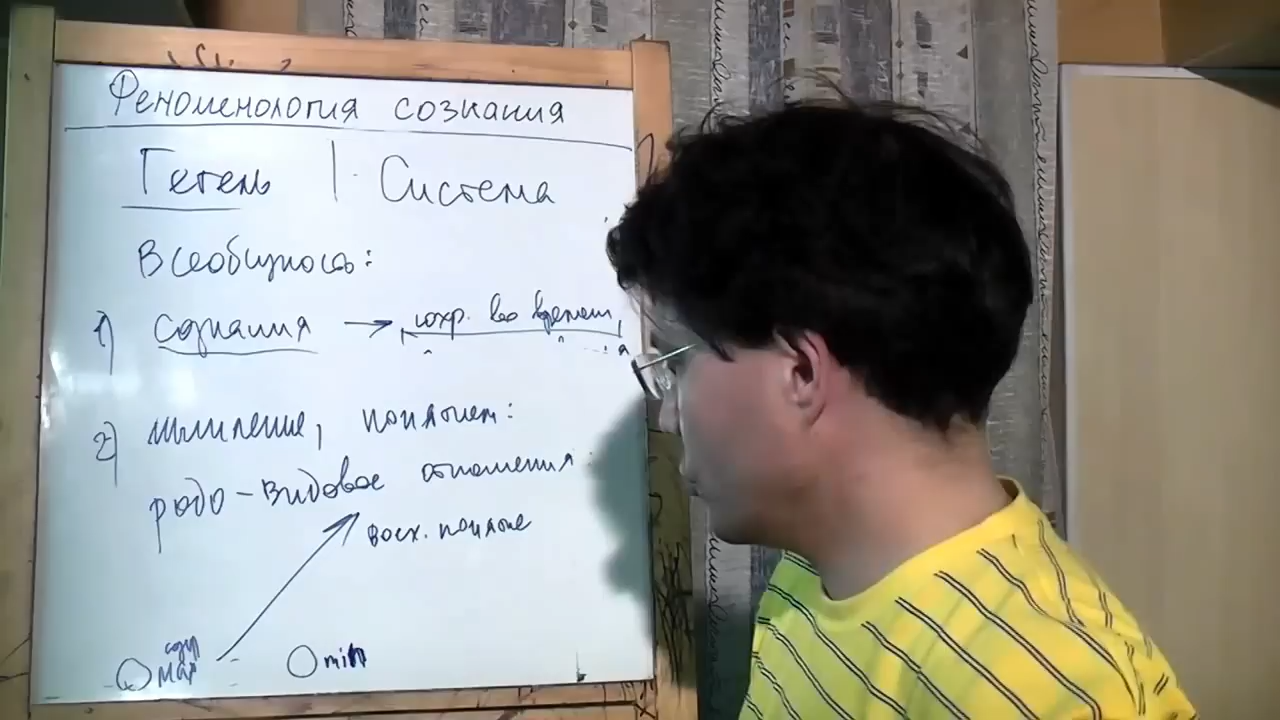 Феноменология сознания
Гегель | Система
Всеобщность:
1) сознания → сохр. во времени
2) мышление, понятием:
родо-видовое отношения
восх. понятие
max
min